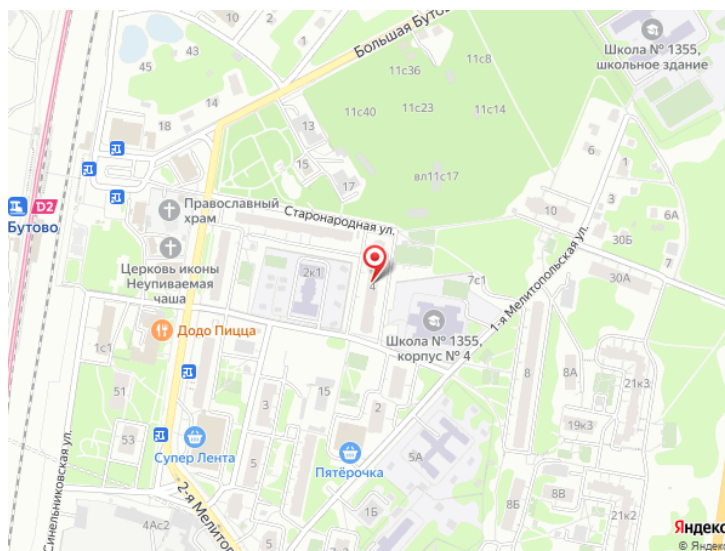 2
10
Большая Бутов
Школа № 1355,
школьное здание
43
45
11с36
11с8
14
11с40
11с23
11с14
18
13
6
1
вл11с17
17
D2
Бутово
Православный
храм
Старонародная ул.
10
3
6А
30Б
Церковь иконы
Неупиваемая
чаша
2к1
4
7с1
30А
7
1-я Мелитопольская ул.
Додо Пицца
Школа № 1355,
корпус № 4
1с1
51
3
15
2
8
8А
21к3
53
Супер Лента
Пятёрочка
19к3
5
5
5А
Синельниковская ул.
2-я Мелитоп
4Ас2
1Б
8Б
8В
21к2
Яндекс
© Яндекс